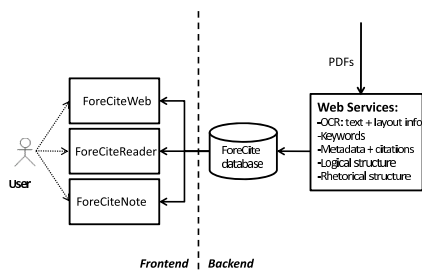 PDFs
ForeCiteWeb
ForeCiteReader
ForeCiteNote
User
ForeCite
database
Web Services:
-OCR: text + layout info
-Keywords
-Metadata + citations
-Logical structure
-Rhetorical structure
Frontend
Backend